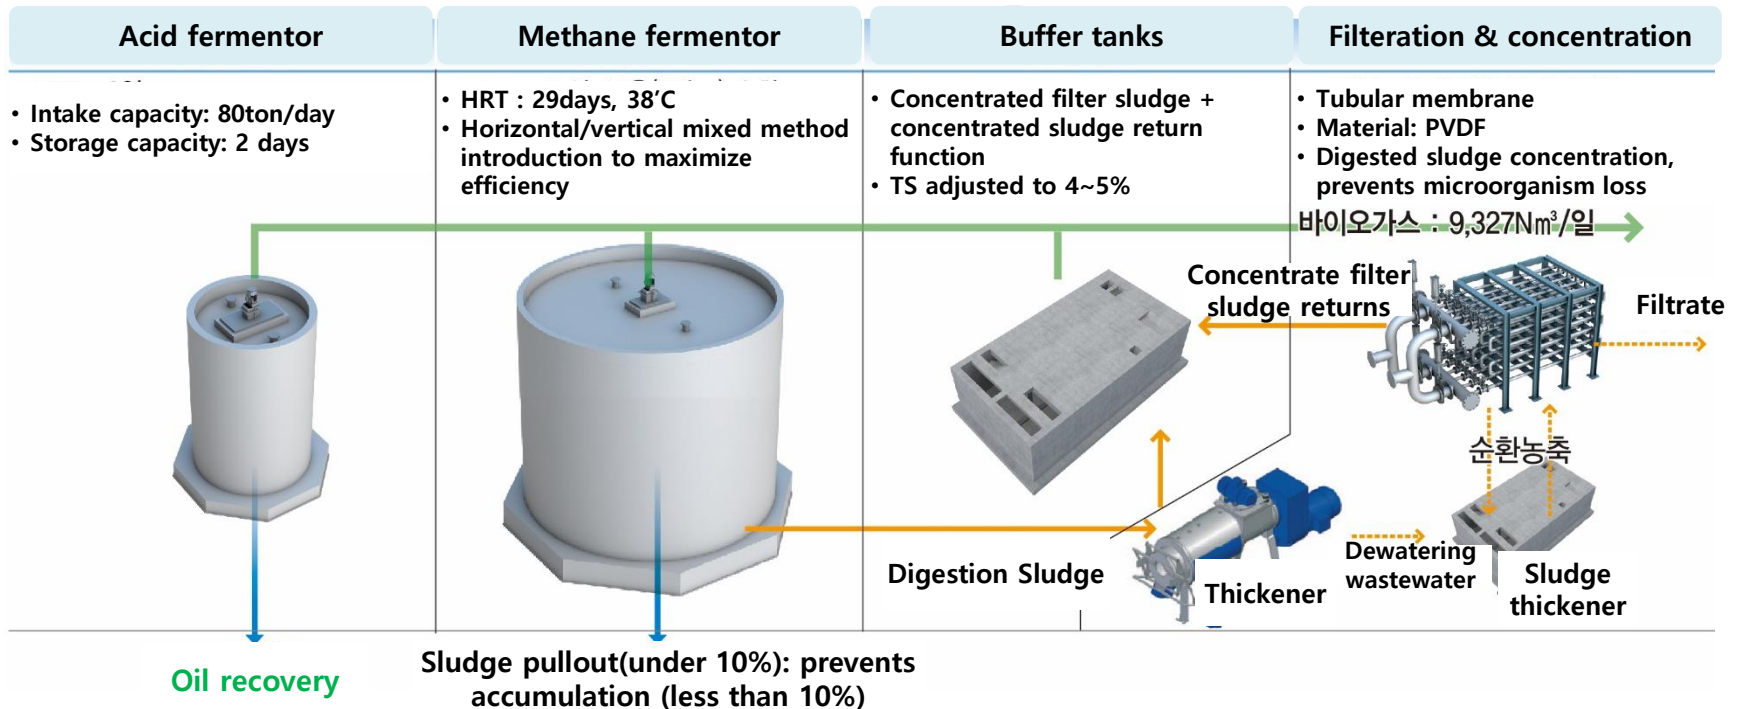 Acid fermentor
Methane fermentor
Buffer tanks
Filteration & concentration
• Intake capacity: 80ton/day
• Storage capacity: 2 days
• HRT : 29days, 38'C
• Horizontal/vertical mixed method
introduction to maximize
efficiency
• Concentrated filter sludge +
concentrated sludge return
function
• TS adjusted to 4~5%
• Tubular membrane
• Material: PVDF
• Digested sludge concentration,
prevents microorganism loss
바이오가스 : 9,327N㎥/일
Concentrate filter
sludge returns
Filtrate
순환농축
Digestion Sludge
Thickener
Dewatering
wastewater
Sludge
thickener
Oil recovery
Sludge pullout(under 10%): prevents
accumulation (less than 10%)